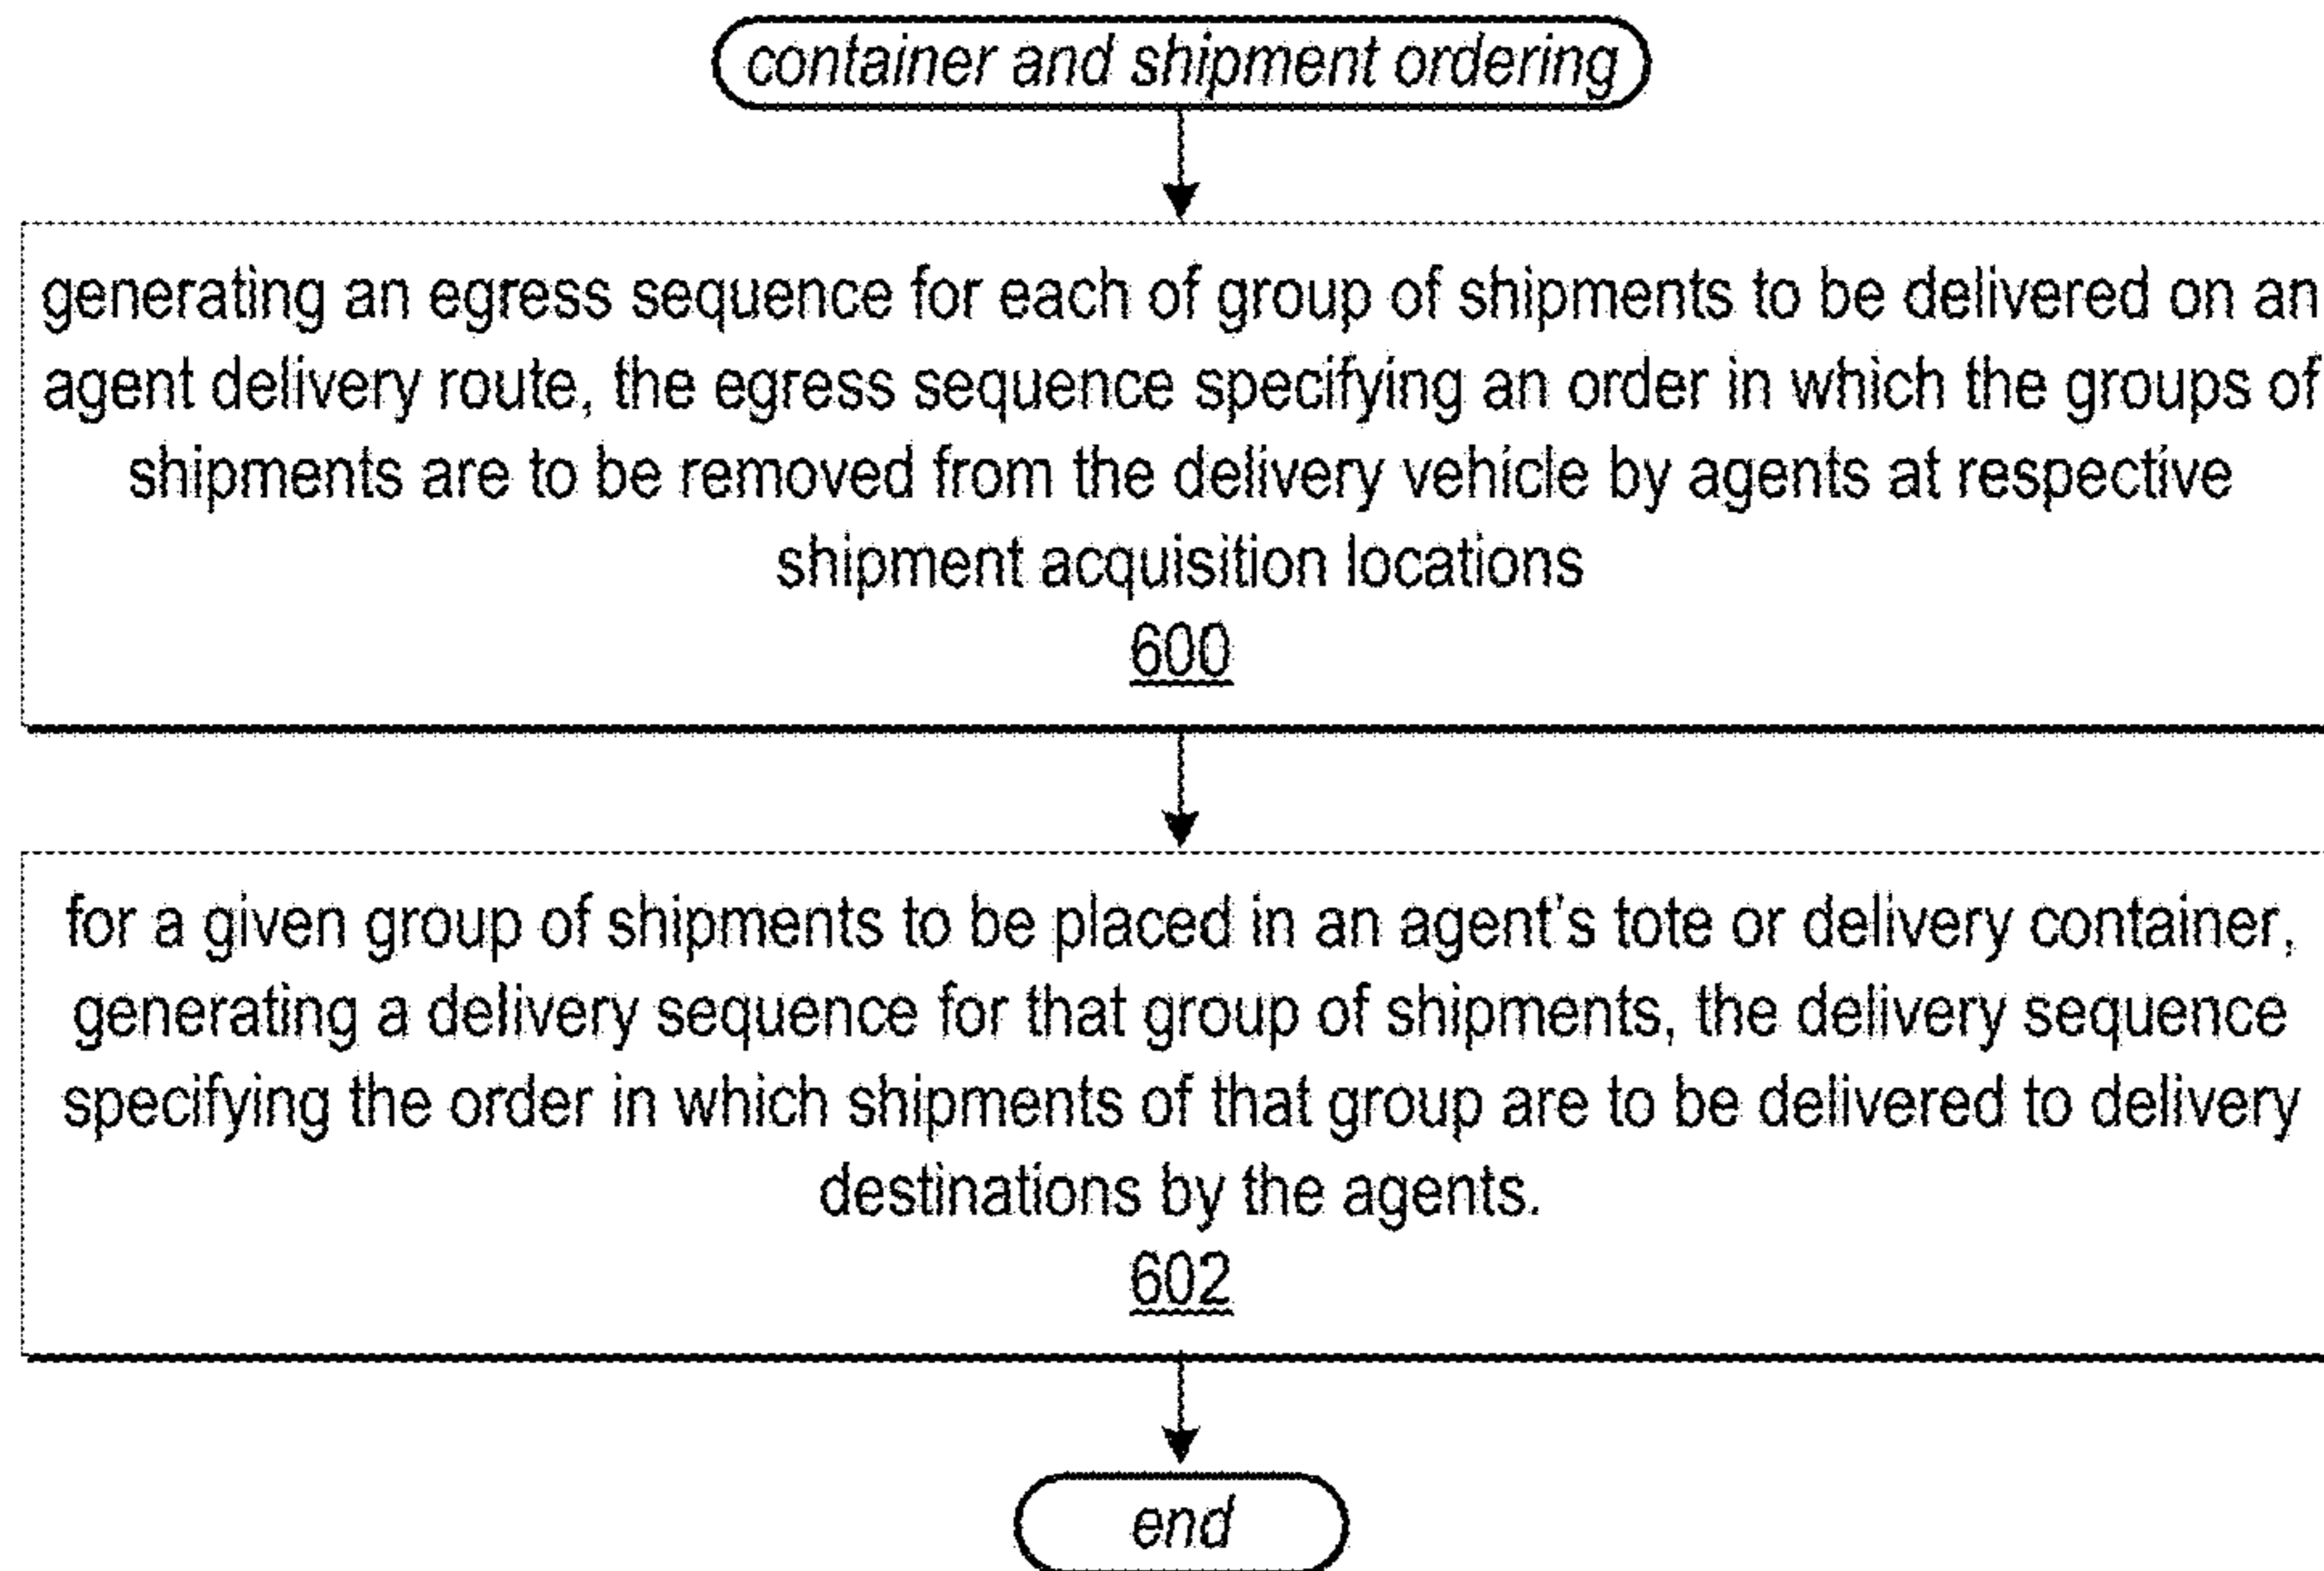 container and shipment ordering
generating an egress sequence for each of group of shipments to be delivered on an
agent delivery route, the egress sequence specifying an order in which the groups of
shipments are to be removed from the delivery vehicle by agents at respective
shipment acquisition locations
600
for a given group of shipments to be placed in an agent's tote or delivery container,
generating a delivery sequence for that group of shipments, the delivery sequence
specifying the order in which shipments of that group are to be delivered to delivery
destinations by the agents.
602
end